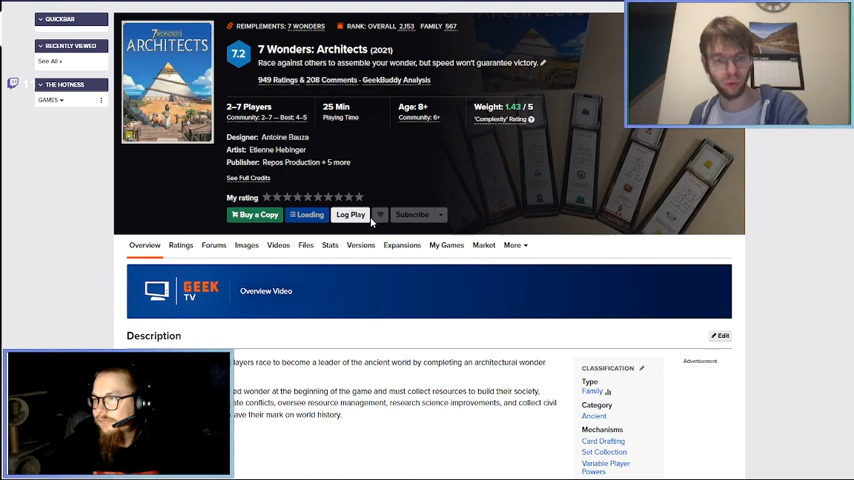 QUICKBAR
RECENTLY VIEWED
See All
THE HOTNESS
GAMES
7 WONDERS
ARCHITECTS
REIMPLEMENTS: 7 WONDERS
RANK: OVERALL 2,153 FAMILY 567
7.2
7 Wonders: Architects (2021)
Race against others to assemble your wonder, but speed won't guarantee victory.
949 Ratings & 208 Comments · GeekBuddy Analysis
2–7 Players
Community: 2–7 — Best: 4–5
25 Min
Playing Time
Age: 8+
Community: 6+
Weight: 1.43 / 5
'Complexity' Rating
Designer: Antoine Bauza
Artist: Etienne Hebinger
Publisher: Repos Production + 5 more
See Full Credits
My rating
Buy a Copy
Loading
Log Play
Subscribe
Overview
Ratings
Forums
Images
Videos
Files
Stats
Versions
Expansions
My Games
Market
More
GEEK
TV
Overview Video
Description
Edit
layers race to become a leader of the ancient world by completing an architectural wonder
ed wonder at the beginning of the game and must collect resources to build their society,
te conflicts, oversee resource management, research science improvements, and collect civil
ave their mark on world history.
CLASSIFICATION
Type
Family
Category
Ancient
Mechanisms
Card Drafting
Set Collection
Variable Player
Powers
Advertisement